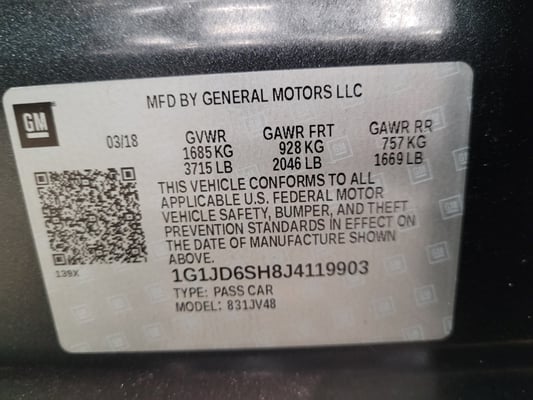 MFD BY GENERAL MOTORS LLC
GM
03/18 GVWR GAWR FRT GAWR RR
1685 KG 928 KG 757 KG
3715 LB 2046 LB 1669 LB
THIS VEHICLE CONFORMS TO ALL
APPLICABLE U.S. FEDERAL MOTOR
VEHICLE SAFETY, BUMPER, AND THEFT
PREVENTION STANDARDS IN EFFECT ON
THE DATE OF MANUFACTURE SHOWN
ABOVE.
139X 1G1JD6SH8J4119903
TYPE: PASS CAR
MODEL: 831JV48